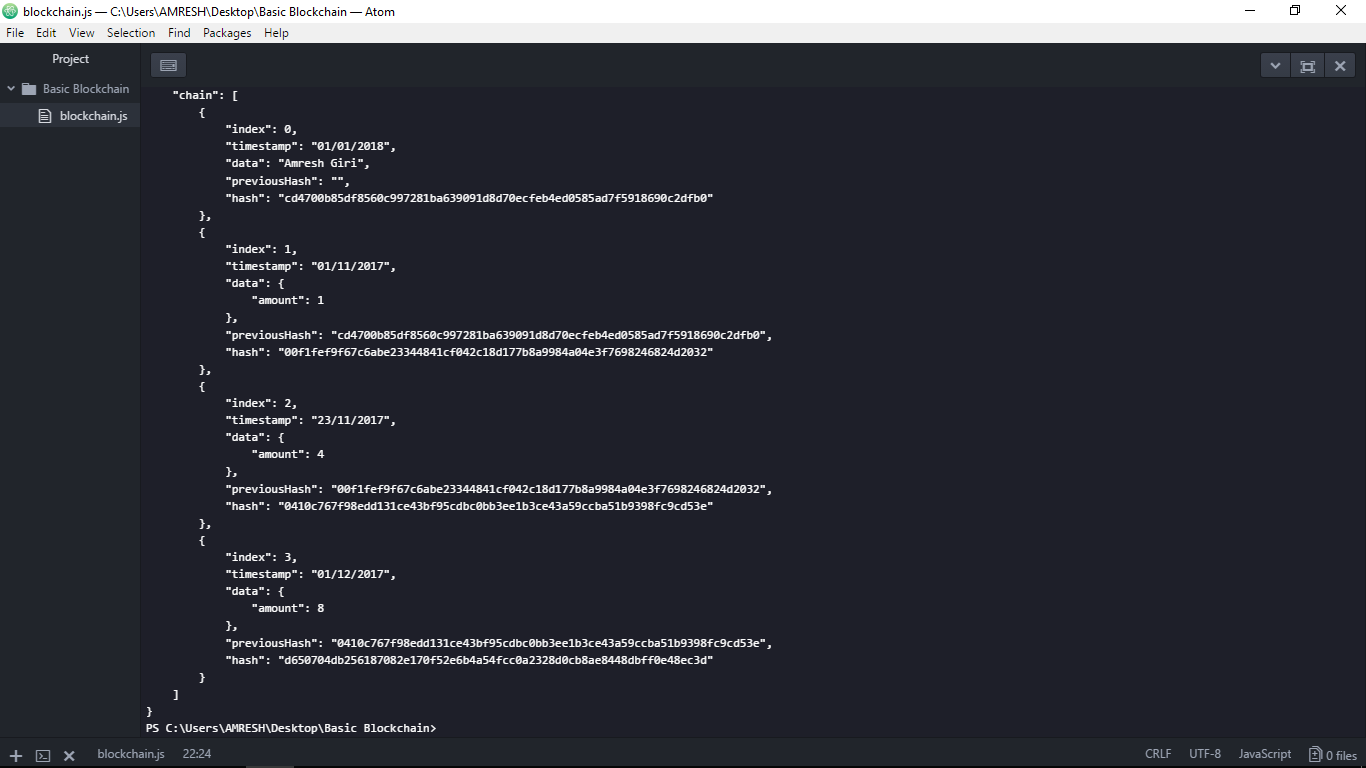 blockchain.js — C:\Users\AMRESH\Desktop\Basic Blockchain — Atom
File Edit View Selection Find Packages Help
Project
Basic Blockchain
blockchain.js
"chain": [
{
"index": 0,
"timestamp": "01/01/2018",
"data": "Amresh Giri",
"previousHash": "",
"hash": "cd4700b85df8560c997281ba639091d8d70ecfeb4ed0585ad7f5918690c2dfb0"
},
{
"index": 1,
"timestamp": "01/11/2017",
"data": {
"amount": 1
},
"previousHash": "cd4700b85df8560c997281ba639091d8d70ecfeb4ed0585ad7f5918690c2dfb0",
"hash": "00f1fef9f67c6abe23344841cf042c18d177b8a9984a04e3f7698246824d2032"
},
{
"index": 2,
"timestamp": "23/11/2017",
"data": {
"amount": 4
},
"previousHash": "00f1fef9f67c6abe23344841cf042c18d177b8a9984a04e3f7698246824d2032",
"hash": "0410c767f98edd131ce43bf95cdbc0bb3ee1b3ce43a59ccba51b9398fc9cd53e"
},
{
"index": 3,
"timestamp": "01/12/2017",
"data": {
"amount": 8
},
"previousHash": "0410c767f98edd131ce43bf95cdbc0bb3ee1b3ce43a59ccba51b9398fc9cd53e",
"hash": "d650704db256187082e170f52e6b4a54fcc0a2328d0cb8ae8448dbff0e48ec3d"
}
]
}
PS C:\Users\AMRESH\Desktop\Basic Blockchain>
blockchain.js 22:24 CRLF UTF-8 JavaScript 0 files